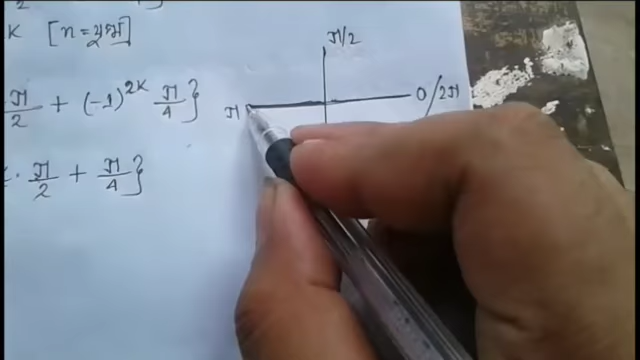 K [n=যুগ্ম]
π/2 + (-1)^2K π/4}
· π/2 + π/4}
π/2
π
0/2π